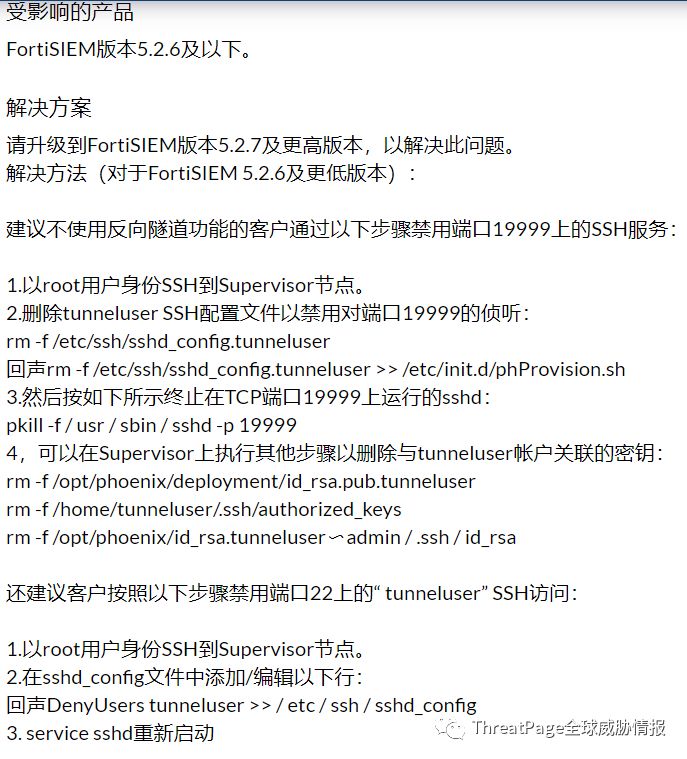 受影响的产品
FortiSIEM版本5.2.6及以下。
解决方案
请升级到FortiSIEM版本5.2.7及更高版本，以解决此问题。
解决方法（对于FortiSIEM 5.2.6及更低版本）:
建议不使用反向隧道功能的客户通过以下步骤禁用端口19999上的SSH服务:
1.以root用户身份SSH到Supervisor节点。
2.删除tunneluser SSH配置文件以禁用对端口19999的侦听:
rm -f /etc/ssh/sshd_config.tunneluser
回声rm -f /etc/ssh/sshd_config.tunneluser >> /etc/init.d/phProvision.sh
3.然后按如下所示终止在TCP端口19999上运行的sshd:
pkill -f / usr / sbin / sshd -p 19999
4，可以在Supervisor上执行其他步骤以删除与tunneluser帐户关联的密钥:
rm -f /opt/phoenix/deployment/id_rsa.pub.tunneluser
rm -f /home/tunneluser/.ssh/authorized_keys
rm -f /opt/phoenix/id_rsa.tunneluser〜admin / .ssh / id_rsa
还建议客户按照以下步骤禁用端口22上的“ tunneluser” SSH访问:
1.以root用户身份SSH到Supervisor节点。
2.在sshd_config文件中添加/编辑以下行:
回声DenyUsers tunneluser >> / etc / ssh / sshd_config
3. service sshd重新启动
ThreatPage全球威胁情报